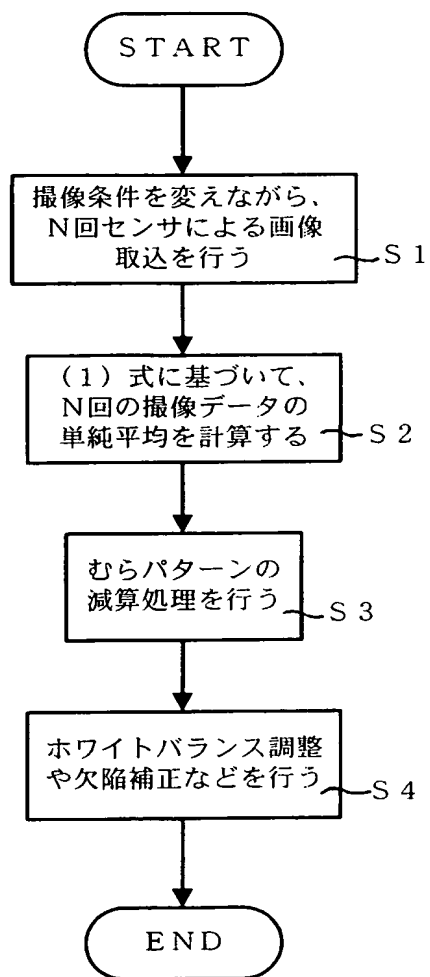 START
撮像条件を変えながら、
N回センサによる画像
取込を行う
S1
(1)式に基づいて、
N回の撮像データの
単純平均を計算する
S2
むらパターンの
減算処理を行う
S3
ホワイトバランス調整
や欠陥補正などを行う
S4
END